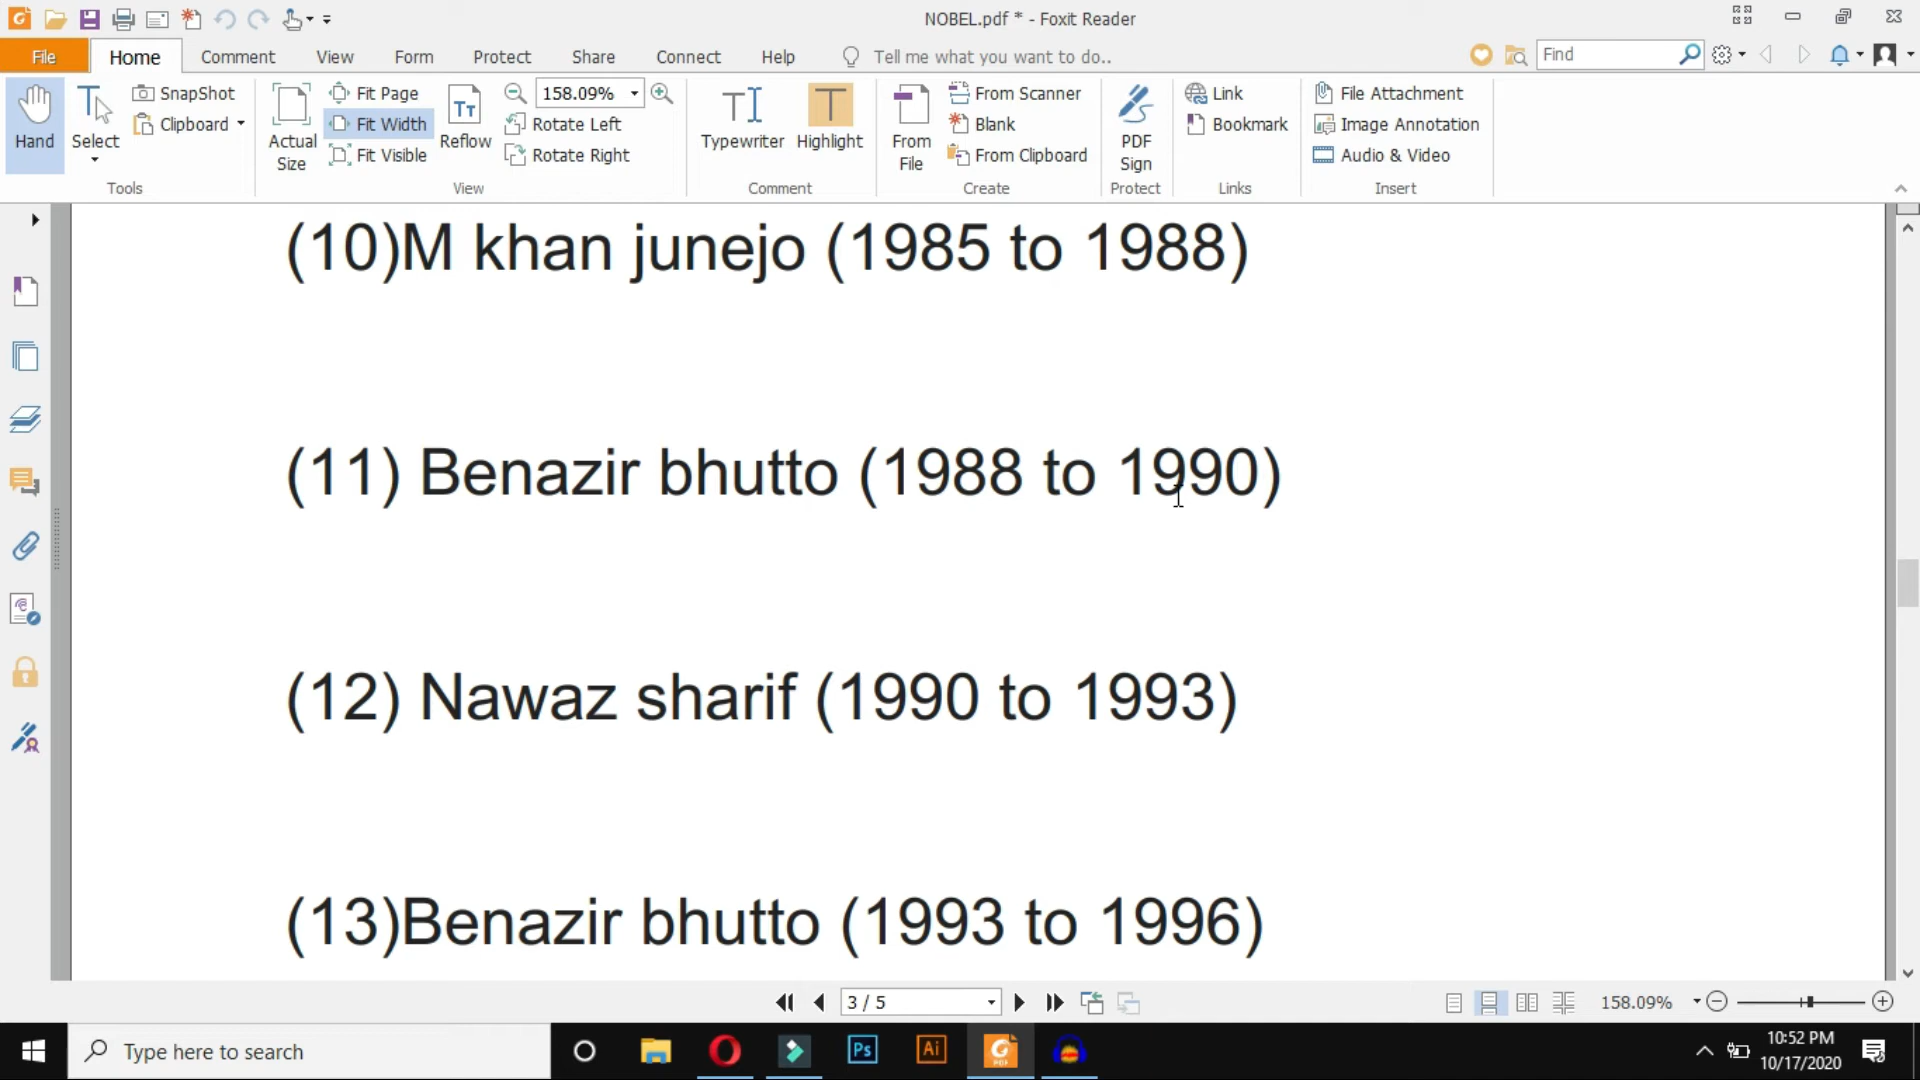 NOBEL.pdf * - Foxit Reader
File Home Comment View Form Protect Share Connect Help Tell me what you want to do.. Find
Hand
Select
SnapShot
Clipboard
Tools
Actual Size
Fit Page
Fit Width
Fit Visible
Reflow
158.09%
Rotate Left
Rotate Right
View
Typewriter
Highlight
Comment
From File
From Scanner
Blank
From Clipboard
Create
PDF Sign
Protect
Link
Bookmark
Links
File Attachment
Image Annotation
Audio & Video
Insert
(10)M khan junejo (1985 to 1988)
(11) Benazir bhutto (1988 to 1990)
(12) Nawaz sharif (1990 to 1993)
(13)Benazir bhutto (1993 to 1996)
3 / 5
158.09%
Type here to search
Ps
Ai
PDF
10:52 PM
10/17/2020